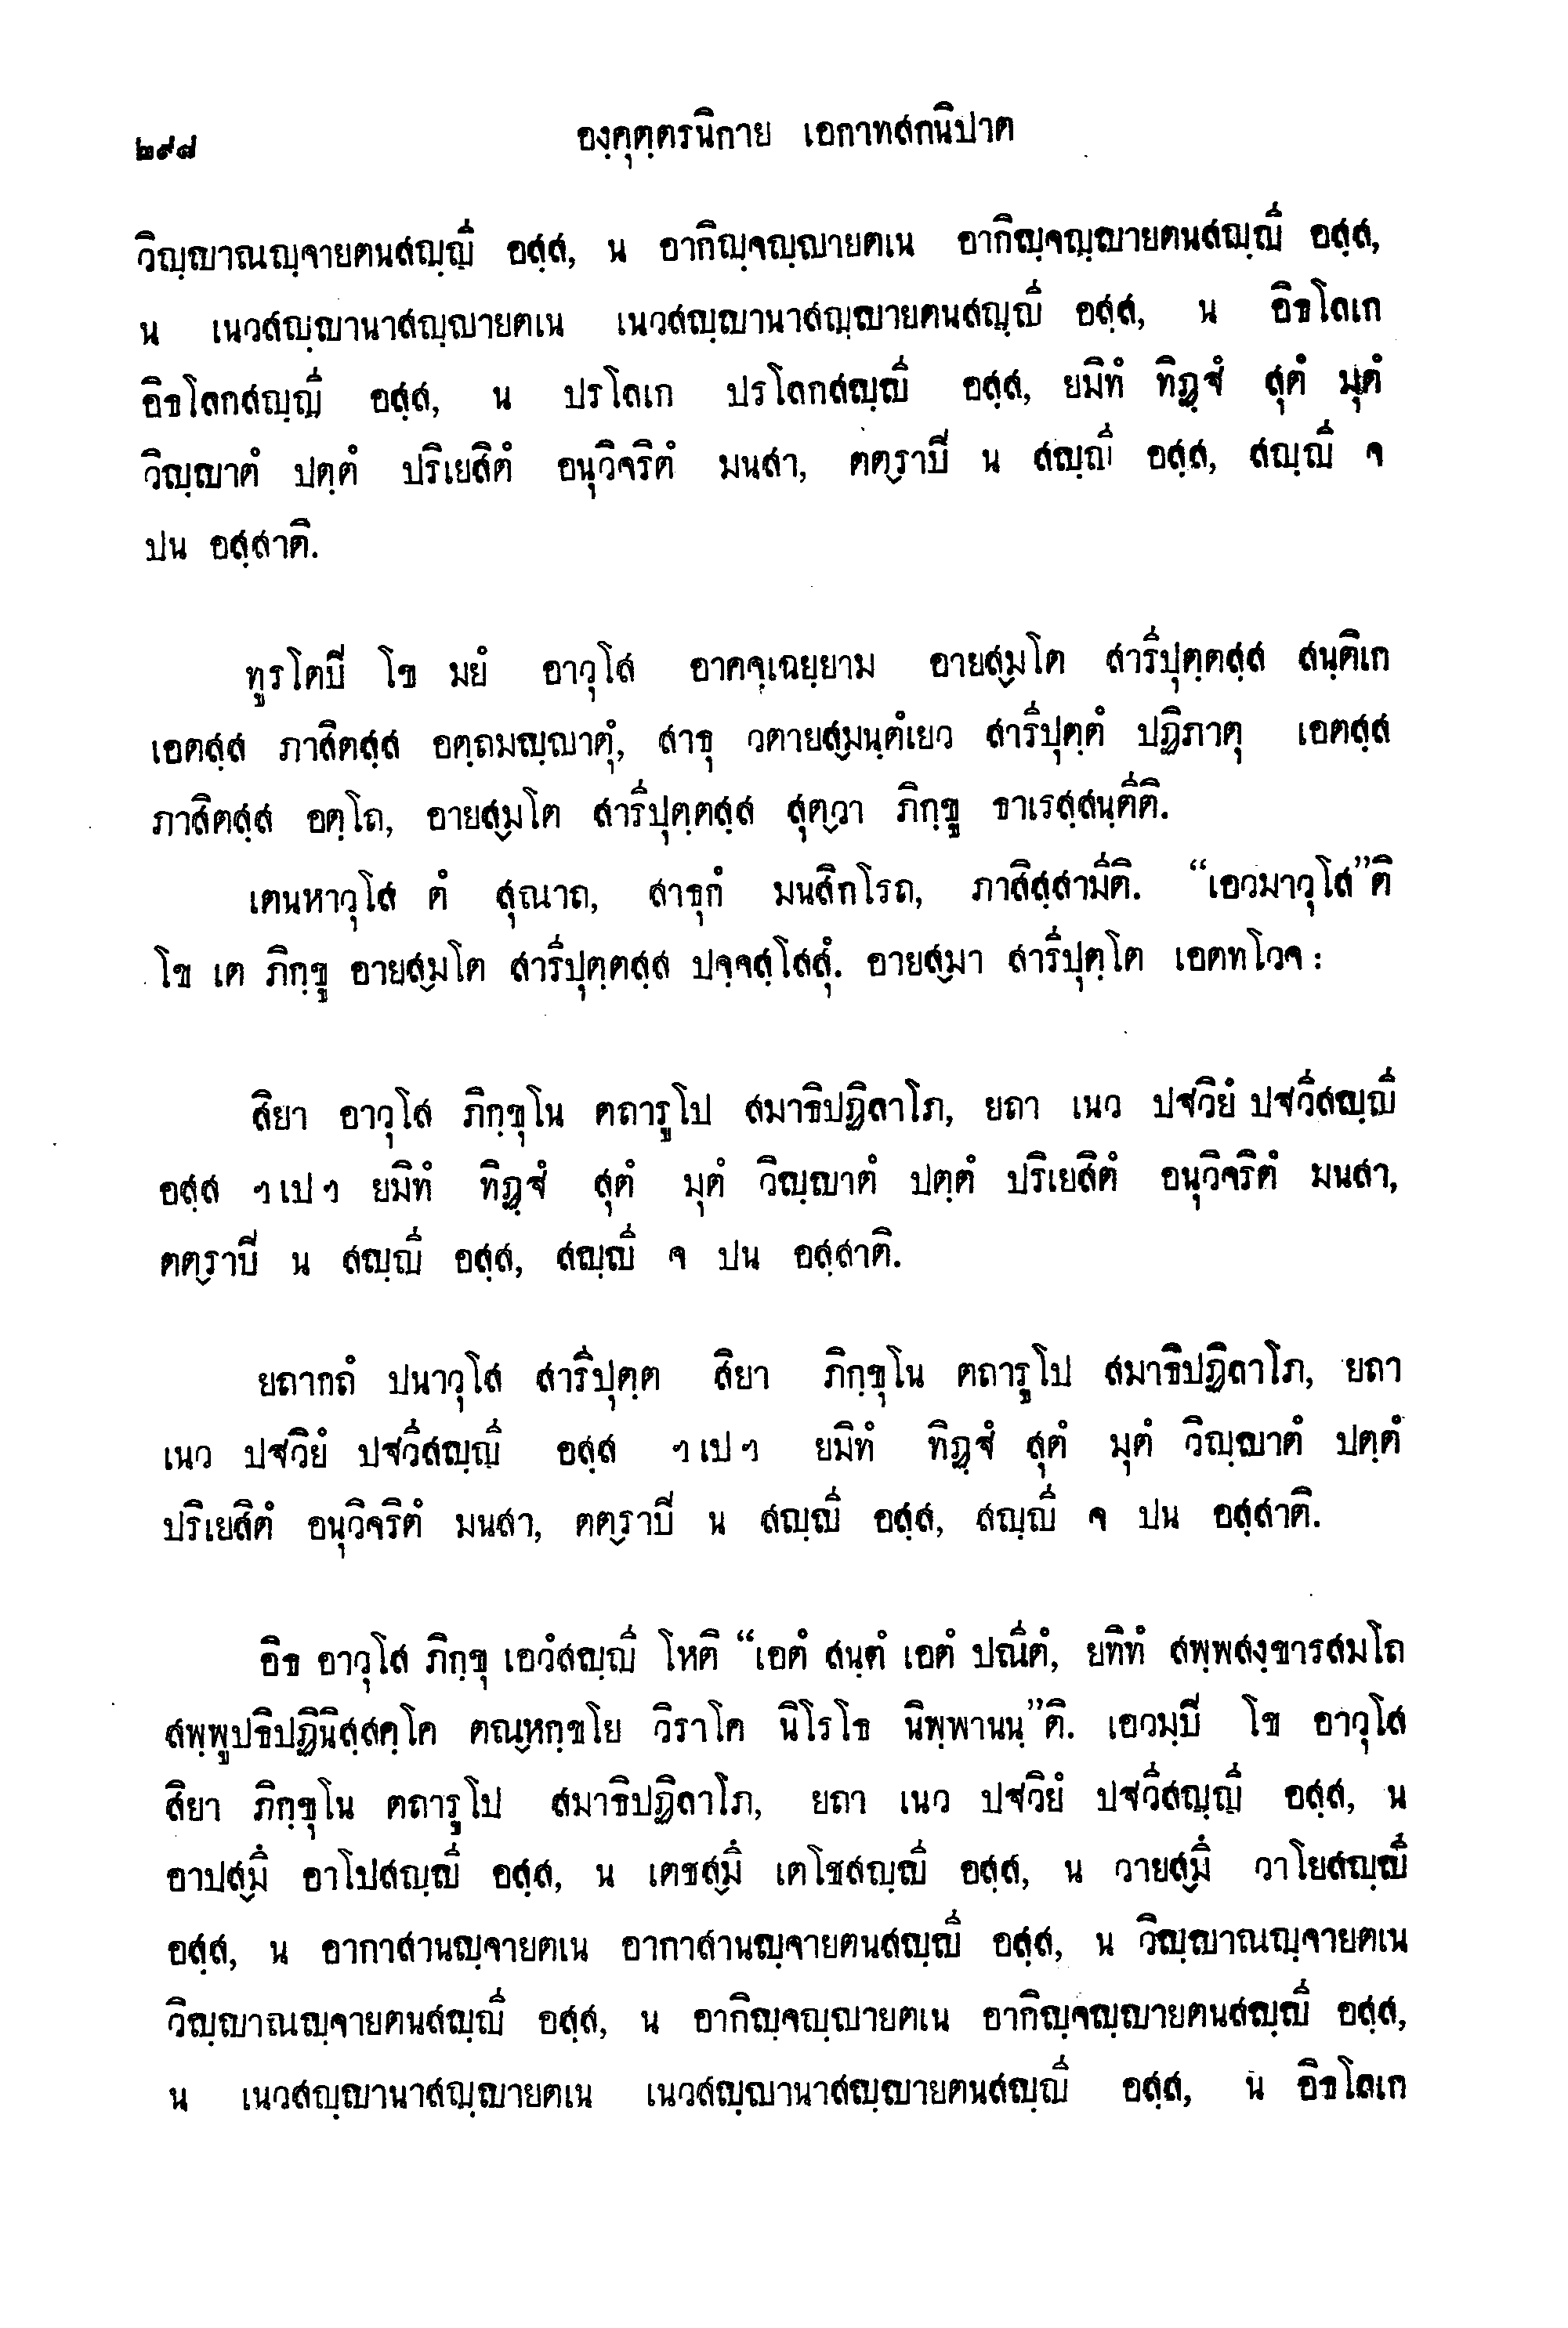 ๒๙๘ องฺคุตฺตรนิกาย เอกาทสกนิปาต
วิญฺญาณญฺจายตนสญฺญี อสฺส, น อากิญฺจญฺญายตเน อากิญฺจญฺญายตนสญฺญี อสฺส,
น เนวสญฺญานาสญฺญายตเน เนวสญฺญานาสญฺญายตนสญฺญี อสฺส, น อิธโลเก
อิธโลกสญฺญี อสฺส, น ปรโลเก ปรโลกสญฺญี อสฺส, ยมิทํ ทิฏฺฐํ สุตํ มุตํ
วิญฺญาตํ ปตฺตํ ปริเยสิตํ อนุวิจริตํ มนสา, ตตฺราปิ น สญฺญี อสฺส, สญฺญี จ
ปน อสฺสาติ.
ทูรโตปิ โข มยํ อาวุโส อาคจฺเฉยฺยาม อายสฺมโต สารีปุตฺตสฺส สนฺติเก
เอตสฺส ภาสิตสฺส อตฺถมญฺญาตุํ, สาธุ วตายสฺมนฺตํเยว สารีปุตฺตํ ปฏิภาตุ เอตสฺส
ภาสิตสฺส อตฺโถ, อายสฺมโต สารีปุตฺตสฺส สุตฺวา ภิกฺขู ธาเรสฺสนฺตีติ.
เตนหาวุโส ตํ สุณาถ, สาธุกํ มนสิกโรถ, ภาสิสฺสามีติ. “เอวมาวุโส”ติ
โข เต ภิกฺขู อายสฺมโต สารีปุตฺตสฺส ปจฺจสฺโสสุํ. อายสฺมา สารีปุตฺโต เอตทโวจ :
สิยา อาวุโส ภิกฺขุโน ตถารูโป สมาธิปฏิลาโภ, ยถา เนว ปฐวิยํ ปฐวีสญฺญี
อสฺส ฯเปฯ ยมิทํ ทิฏฺฐํ สุตํ มุตํ วิญฺญาตํ ปตฺตํ ปริเยสิตํ อนุวิจริตํ มนสา,
ตตฺราปิ น สญฺญี อสฺส, สญฺญี จ ปน อสฺสาติ.
ยถากถํ ปนาวุโส สารีปุตฺต สิยา ภิกฺขุโน ตถารูโป สมาธิปฏิลาโภ, ยถา
เนว ปฐวิยํ ปฐวีสญฺญี อสฺส ฯเปฯ ยมิทํ ทิฏฺฐํ สุตํ มุตํ วิญฺญาตํ ปตฺตํ
ปริเยสิตํ อนุวิจริตํ มนสา, ตตฺราปิ น สญฺญี อสฺส, สญฺญี จ ปน อสฺสาติ.
อิธ อาวุโส ภิกฺขุ เอวํสญฺญี โหติ “เอตํ สนฺตํ เอตํ ปณีตํ, ยทิทํ สพฺพสงฺขารสมโถ
สพฺพูปธิปฏินิสฺสคฺโค ตณฺหกฺขโย วิราโค นิโรโธ นิพฺพานนฺ”ติ. เอวมฺปิ โข อาวุโส
สิยา ภิกฺขุโน ตถารูโป สมาธิปฏิลาโภ, ยถา เนว ปฐวิยํ ปฐวีสญฺญี อสฺส, น
อาปสฺมึ อาโปสญฺญี อสฺส, น เตชสฺมึ เตโชสญฺญี อสฺส, น วายสฺมึ วาโยสญฺญี
อสฺส, น อากาสานญฺจายตเน อากาสานญฺจายตนสญฺญี อสฺส, น วิญฺญาณญฺจายตเน
วิญฺญาณญฺจายตนสญฺญี อสฺส, น อากิญฺจญฺญายตเน อากิญฺจญฺญายตนสญฺญี อสฺส,
น เนวสญฺญานาสญฺญายตเน เนวสญฺญานาสญฺญายตนสญฺญี อสฺส, น อิธโลเก